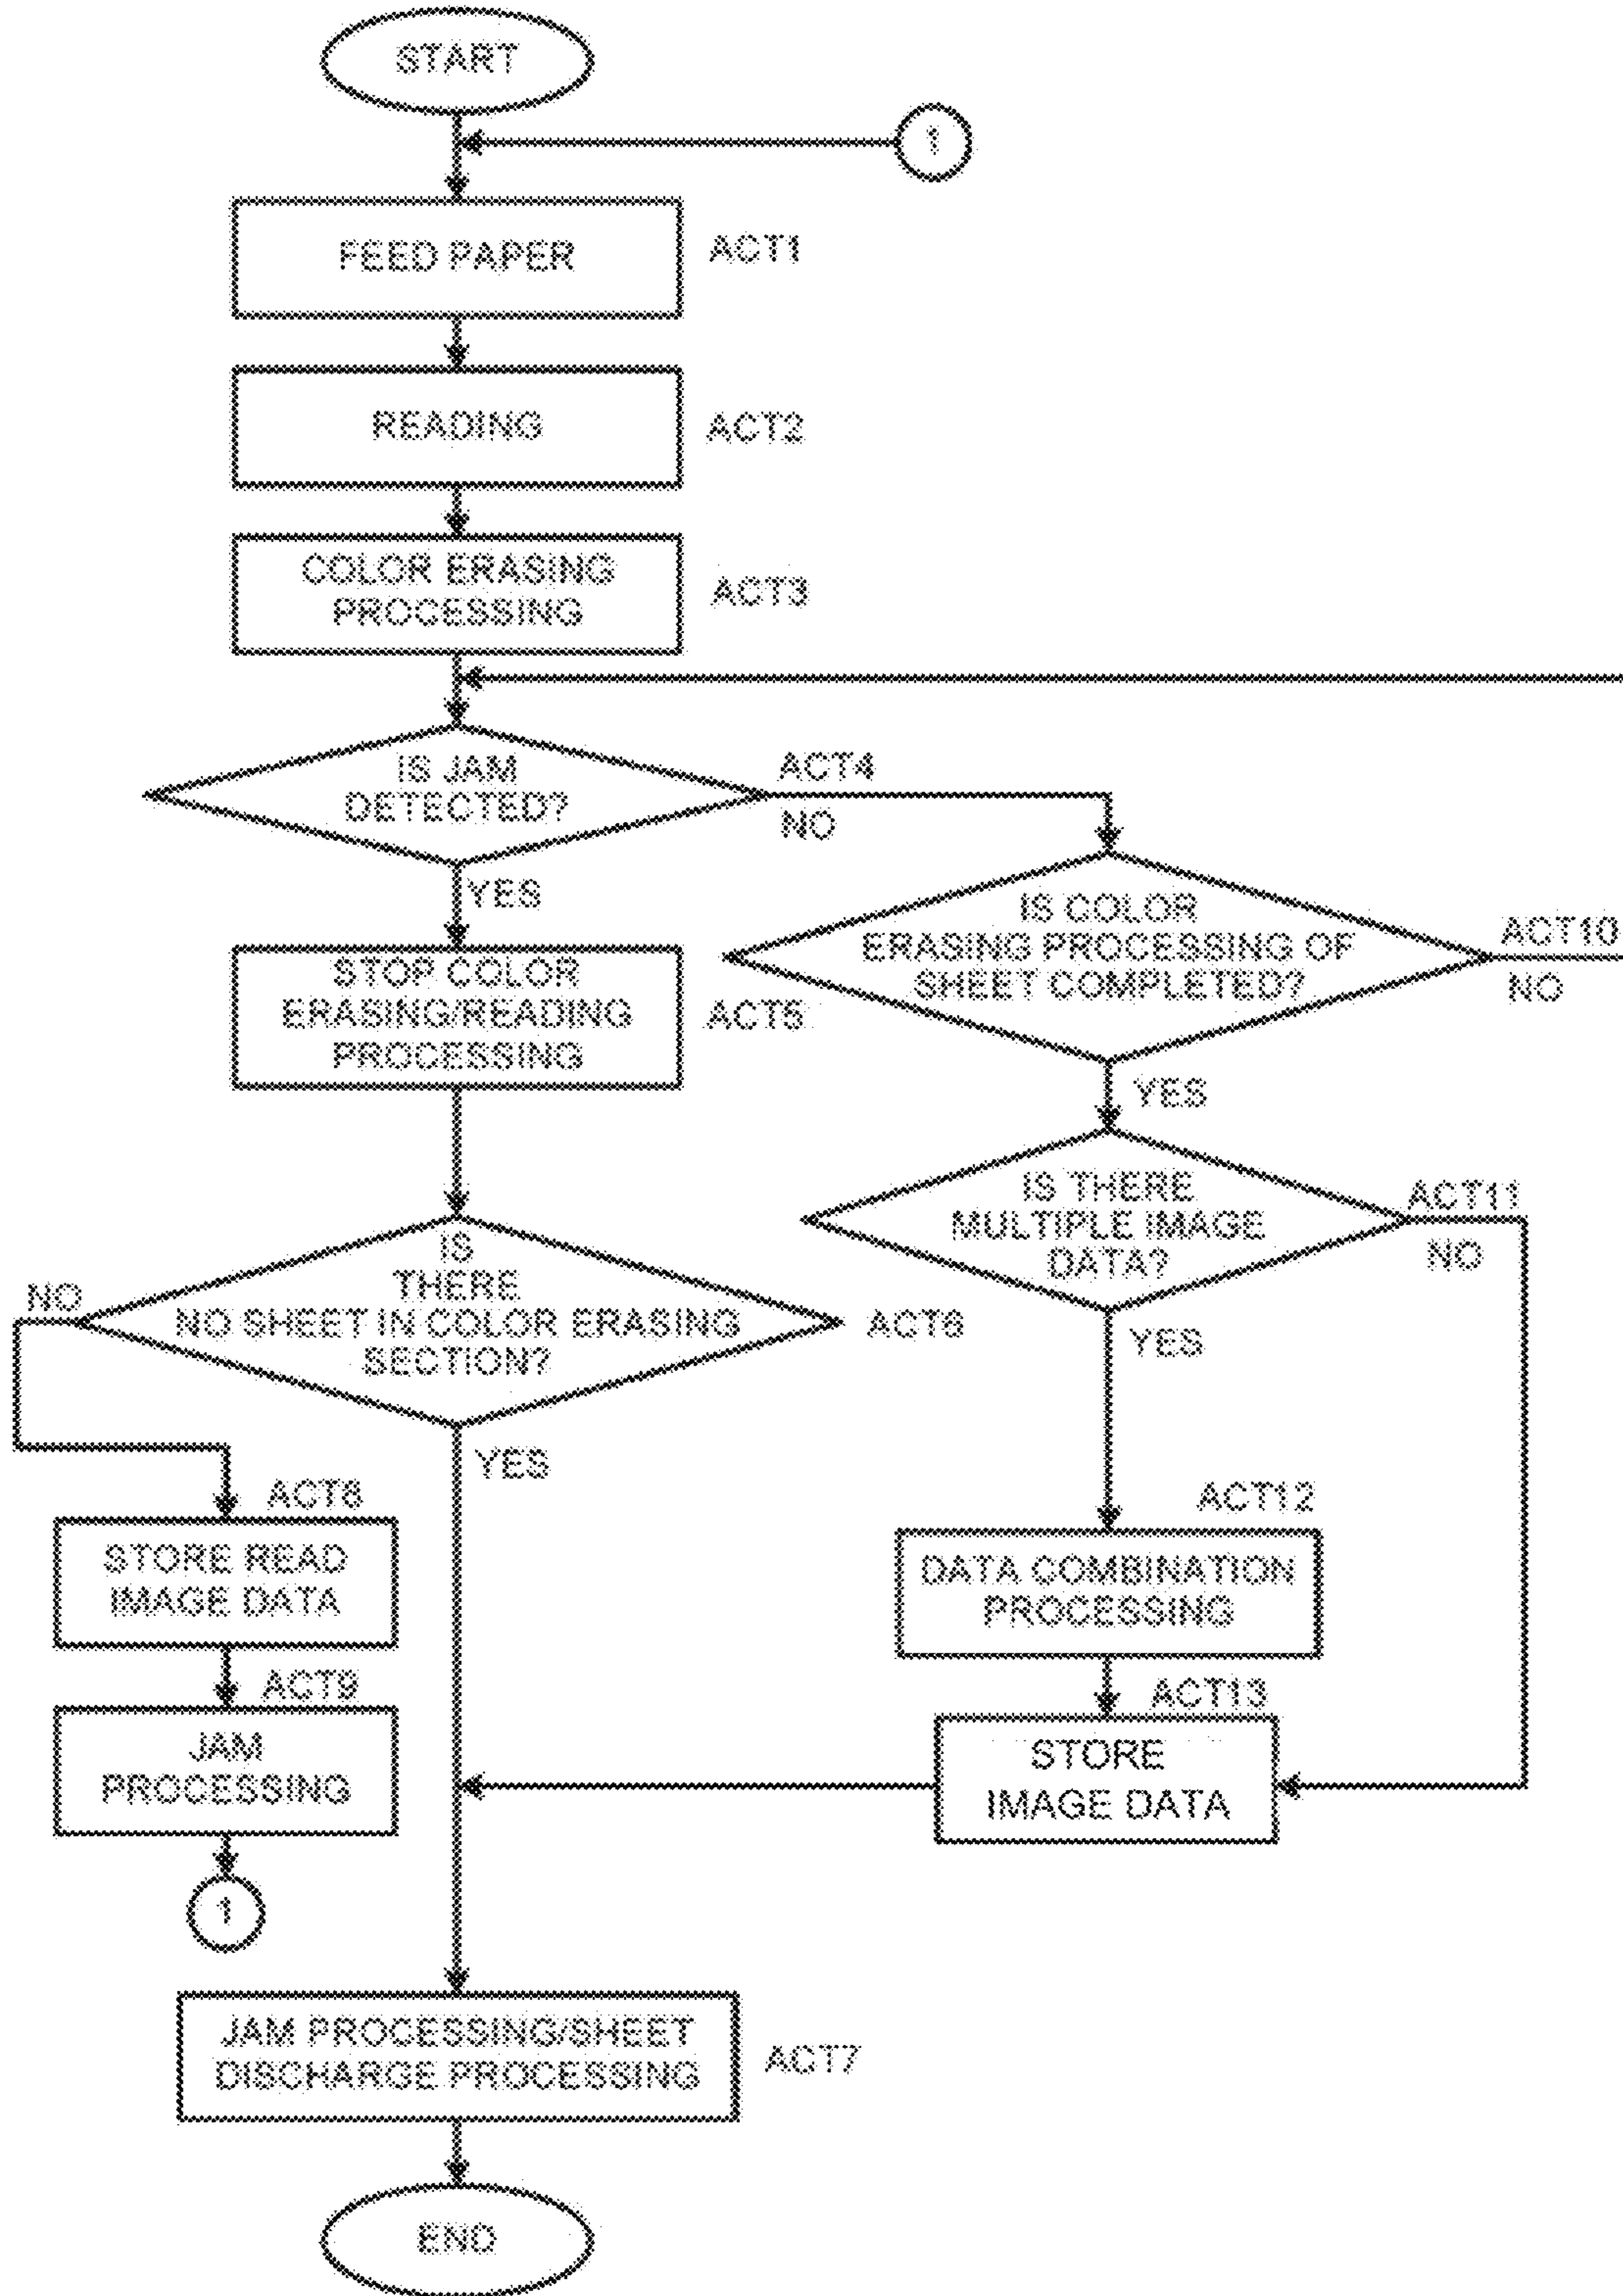 START
1
FEED PAPER
ACT1
READING
ACT2
COLOR ERASING
PROCESSING
ACT3
IS JAM
DETECTED?
ACT4
NO
YES
IS COLOR
ERASING PROCESSING OF
SHEET COMPLETED?
ACT10
NO
STOP COLOR
ERASING/READING
PROCESSING
ACT5
YES
IS THERE
MULTIPLE IMAGE
DATA?
ACT11
NO
IS
THERE
NO SHEET IN COLOR ERASING
SECTION?
NO
ACT6
YES
YES
ACT8
STORE READ
IMAGE DATA
ACT12
DATA COMBINATION
PROCESSING
ACT9
JAM
PROCESSING
ACT13
STORE
IMAGE DATA
1
JAM PROCESSING/SHEET
DISCHARGE PROCESSING
ACT7
END